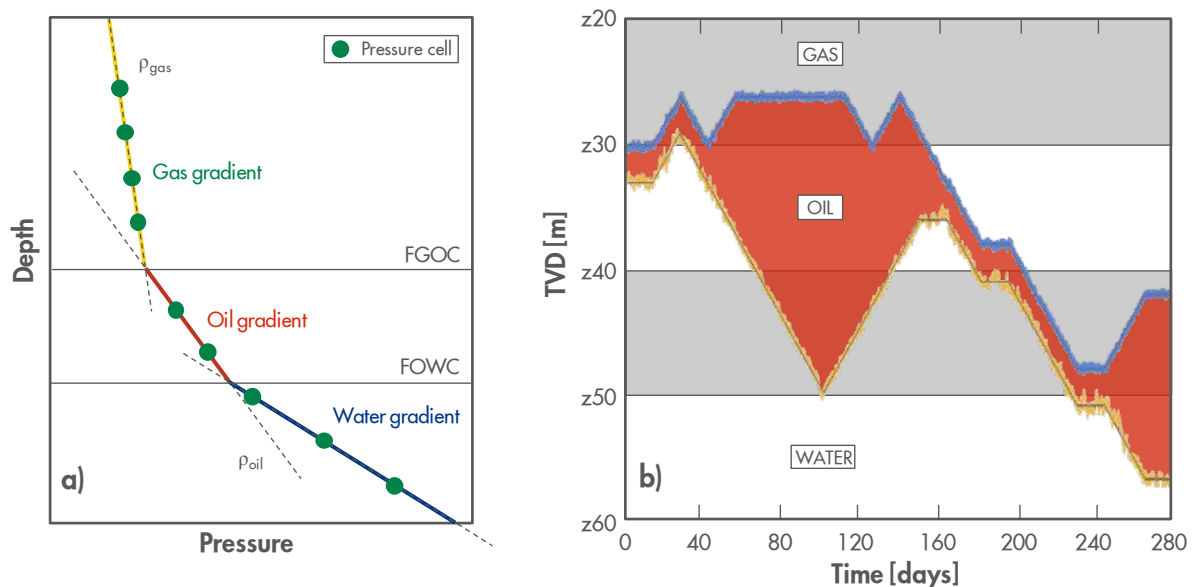 Pressure cell
ρgas
Gas gradient
FGOC
Oil gradient
FOWC
Water gradient
ρoil
a)
Depth
Pressure
z20
z30
z40
z50
z60
TVD [m]
GAS
OIL
WATER
b)
0 40 80 120 160 200 240 280
Time [days]